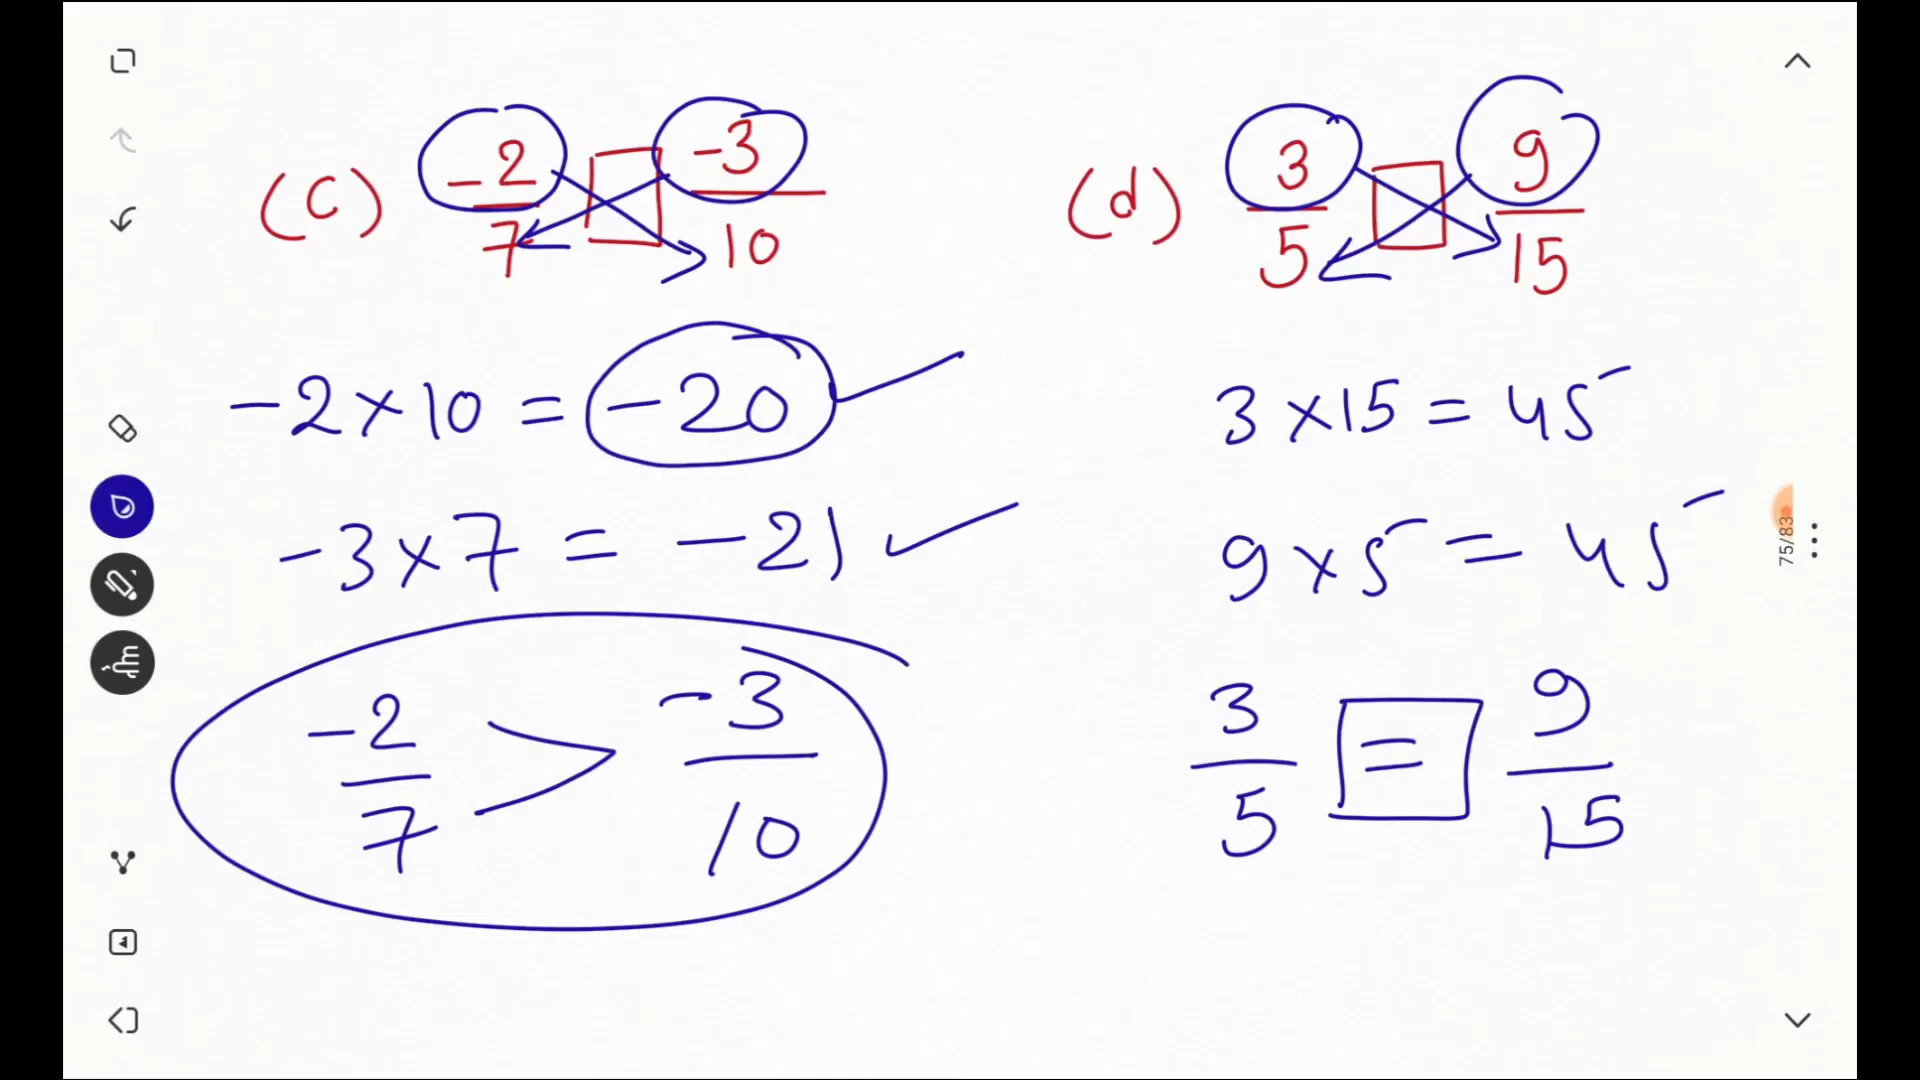 (C) -2/7 □ -3/10
-2×10 = -20
-3×7 = -21
-2/7 > -3/10
(d) 3/5 □ 9/15
3×15 = 45
9×5 = 45
3/5 = 9/15
75/83